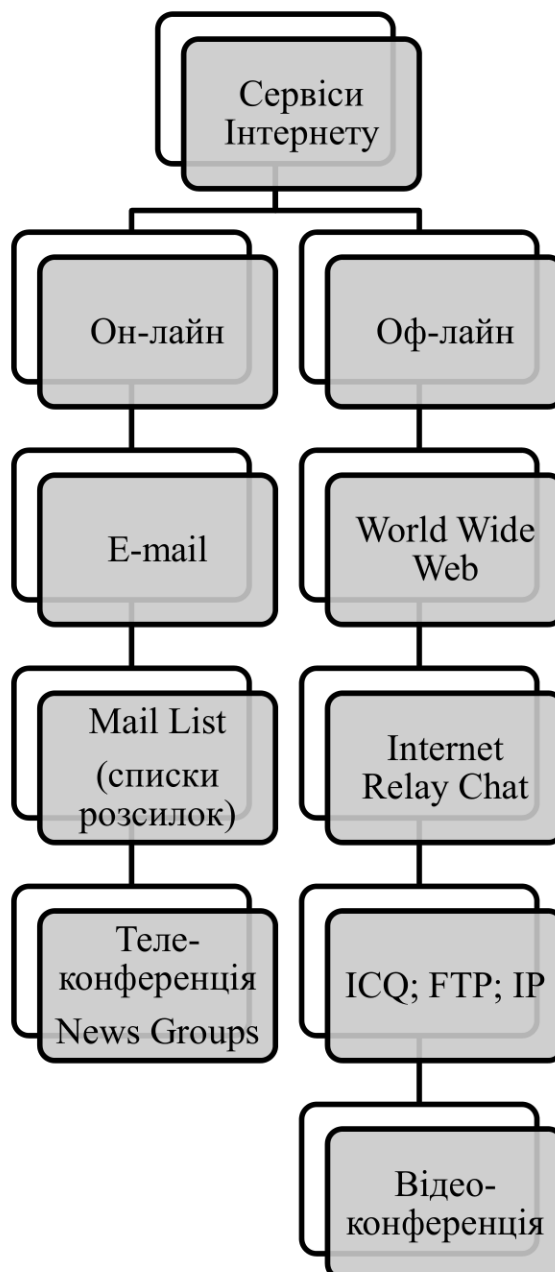 Сервіси
Інтернету
Он-лайн
Оф-лайн
E-mail
World Wide
Web
Mail List
(списки
розсилок)
Internet
Relay Chat
Теле-
конференція
News Groups
ICQ; FTP; IP
Відео-
конференція